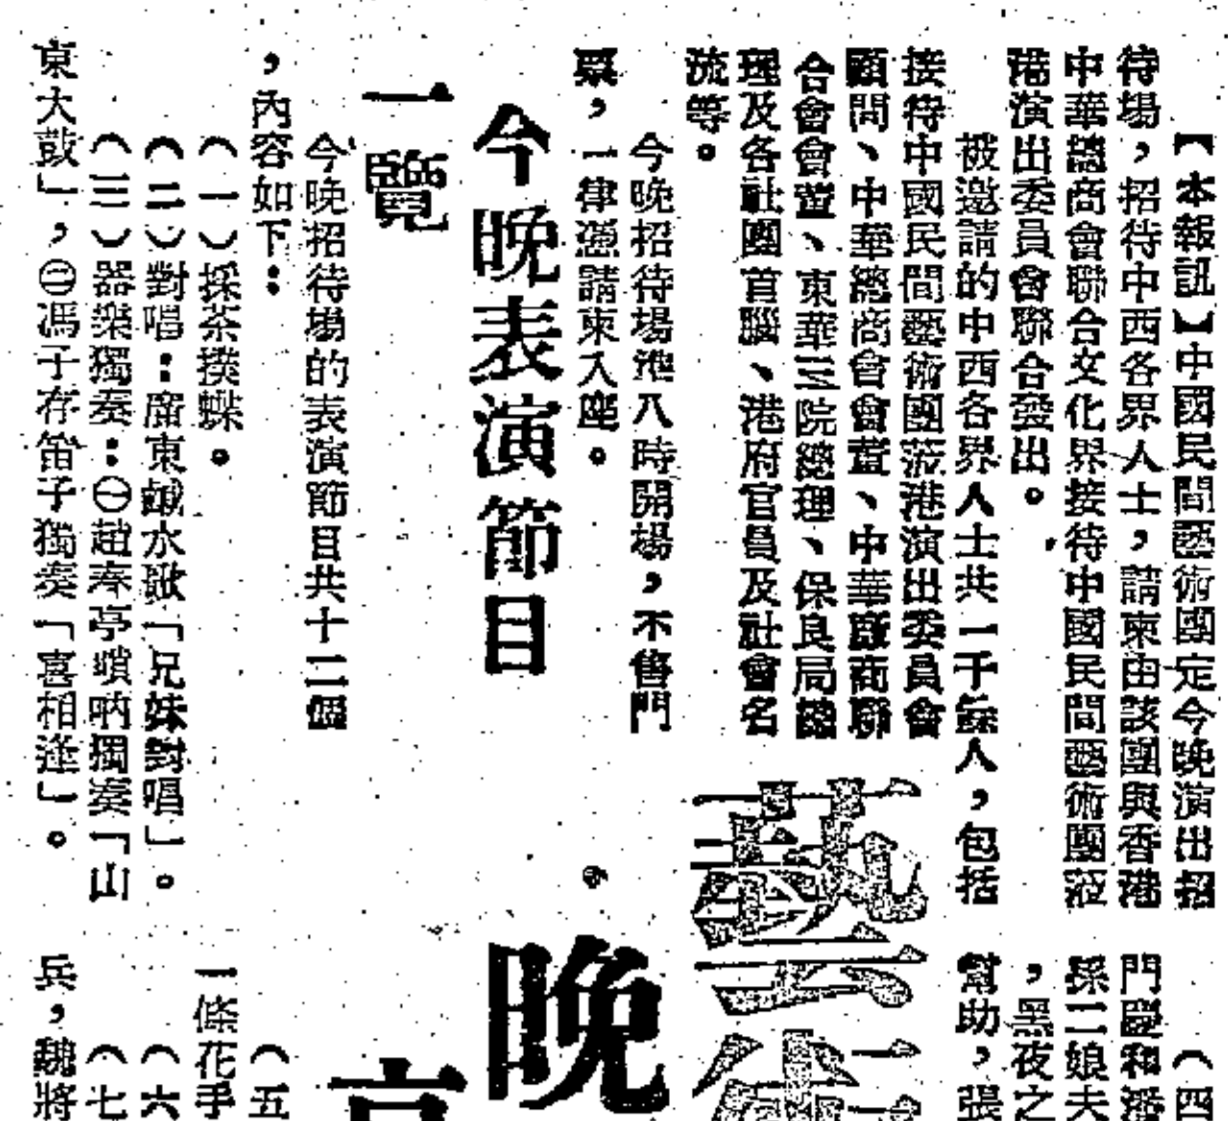 【本報訊】中國民間藝術團定今晚演出招
待場，招待中西各界人士，請柬由該團與香港
中華總商會聯合文化界接待中國民間藝術團蒞
港演出委員會聯合發出。
被邀請的中西各界人士共一千餘人，包括
接待中國民間藝術團蒞港演出委員會
顧問、中華總商會會董、中華廠商聯
合會會董、東華三院總理、保良局總
理及各社團首腦、港府官員及社會名
流等。
今晚招待場准八時開場，不售門
票，一律憑請柬入座。
今晚表演節目
一覽
今晚招待場的表演節目共十二個
，內容如下：
（一）採茶撲蝶。
（二）對唱：廣東鹹水歌「兄妹對唱」。
（三）器樂獨奏：㊀趙春亭嗩吶獨奏「山
東大鼓」，㊁馮子存笛子獨奏「喜相逢」。
藝術
晚
（四
門慶和潘
孫二娘夫
，黑夜之
幫助，張
（五
一條花手
（六
（七
兵，魏將